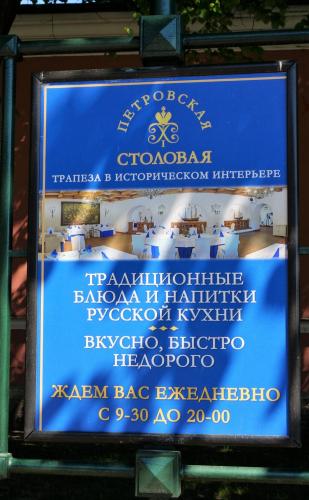 ПЕТРОВСКАЯ
СТОЛОВАЯ
ТРАПЕЗА В ИСТОРИЧЕСКОМ ИНТЕРЬЕРЕ
ТРАДИЦИОННЫЕ
БЛЮДА И НАПИТКИ
РУССКОЙ КУХНИ
ВКУСНО, БЫСТРО
НЕДОРОГО
ЖДЕМ ВАС ЕЖЕДНЕВНО
С 9-30 ДО 20-00